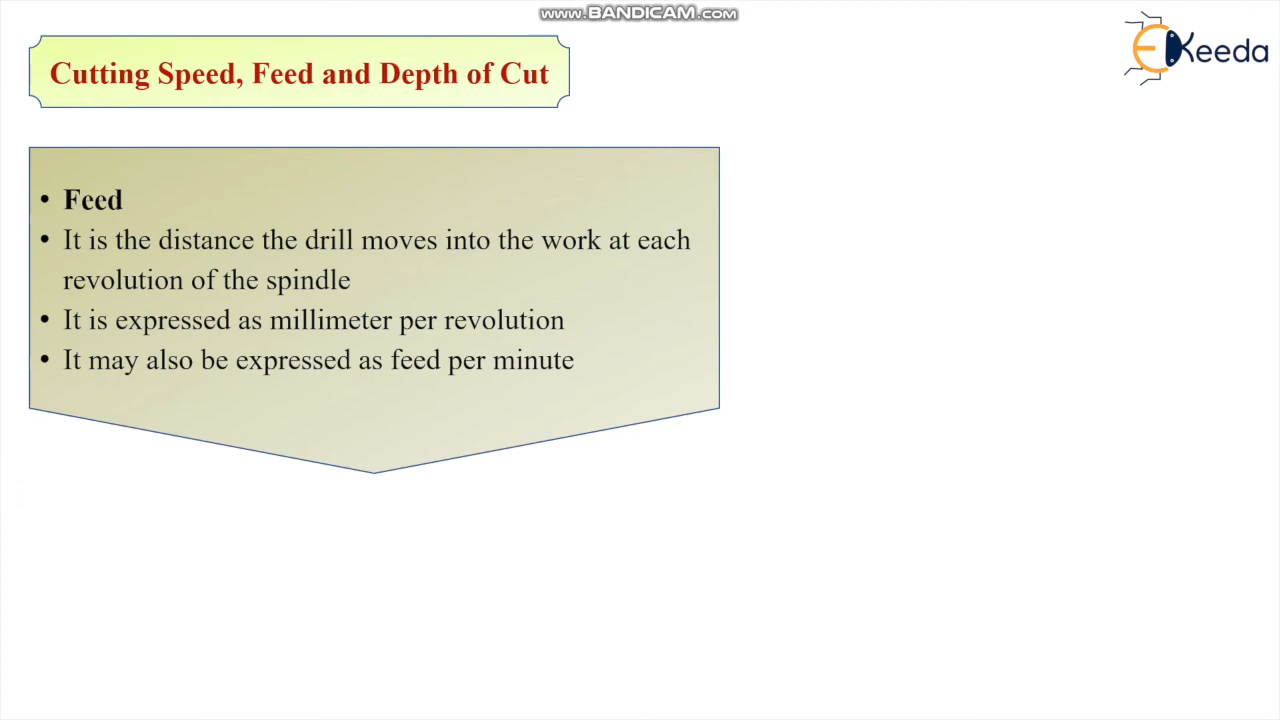 www.BANDICAM.com
EKeeda
Cutting Speed, Feed and Depth of Cut
• Feed
• It is the distance the drill moves into the work at each
revolution of the spindle
• It is expressed as millimeter per revolution
• It may also be expressed as feed per minute